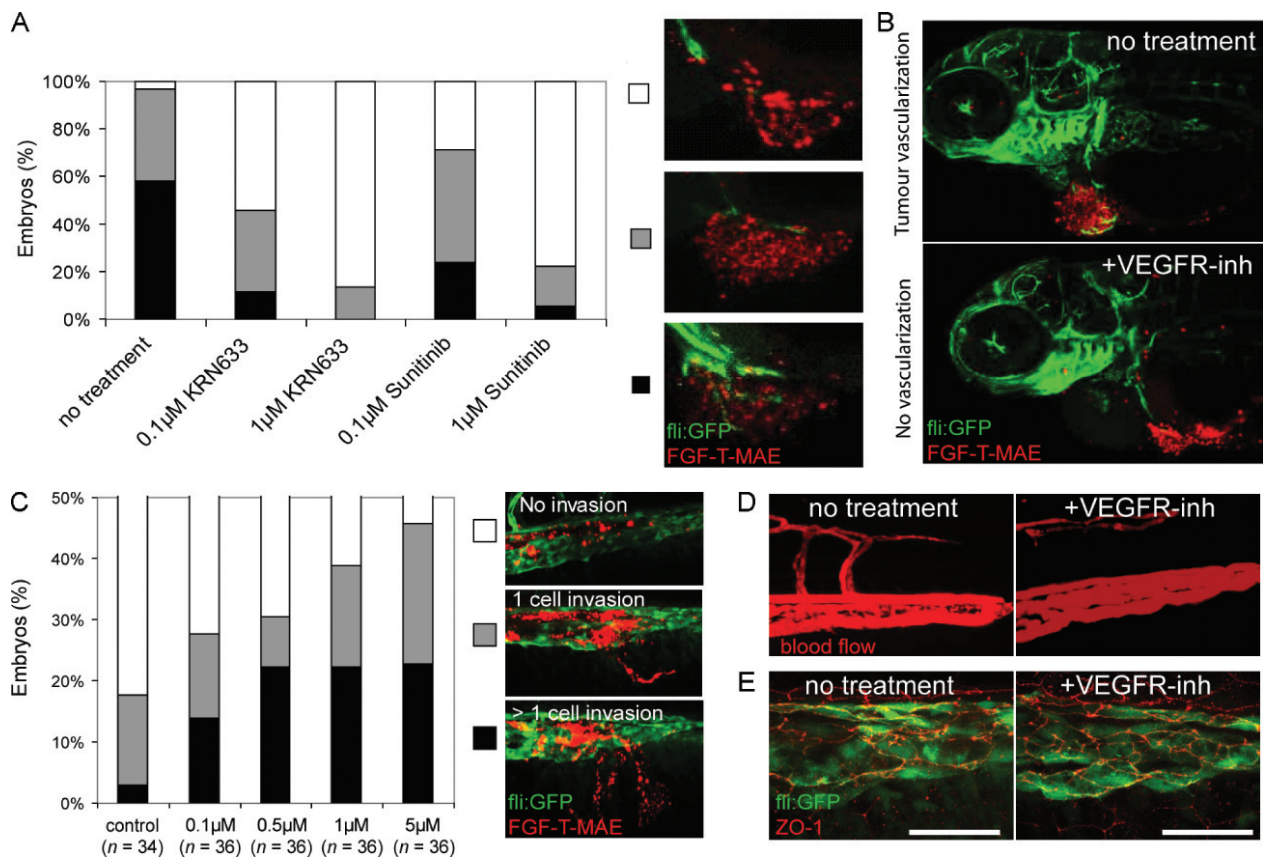 A
100%
80%
60%
40%
20%
0%
Embryos (%)
no treatment
0.1µM KRN633
1µM KRN633
0.1µM Sunitinib
1µM Sunitinib
fli:GFP
FGF-T-MAE
B
Tumour vascularization
no treatment
No vascularization
+VEGFR-inh
fli:GFP
FGF-T-MAE
C
50%
40%
30%
20%
10%
0%
Embryos (%)
control
(n = 34)
0.1µM
(n = 36)
0.5µM
(n = 36)
1µM
(n = 36)
5µM
(n = 36)
No invasion
1 cell invasion
> 1 cell invasion
fli:GFP
FGF-T-MAE
D
no treatment
+VEGFR-inh
blood flow
E
no treatment
+VEGFR-inh
fli:GFP
ZO-1